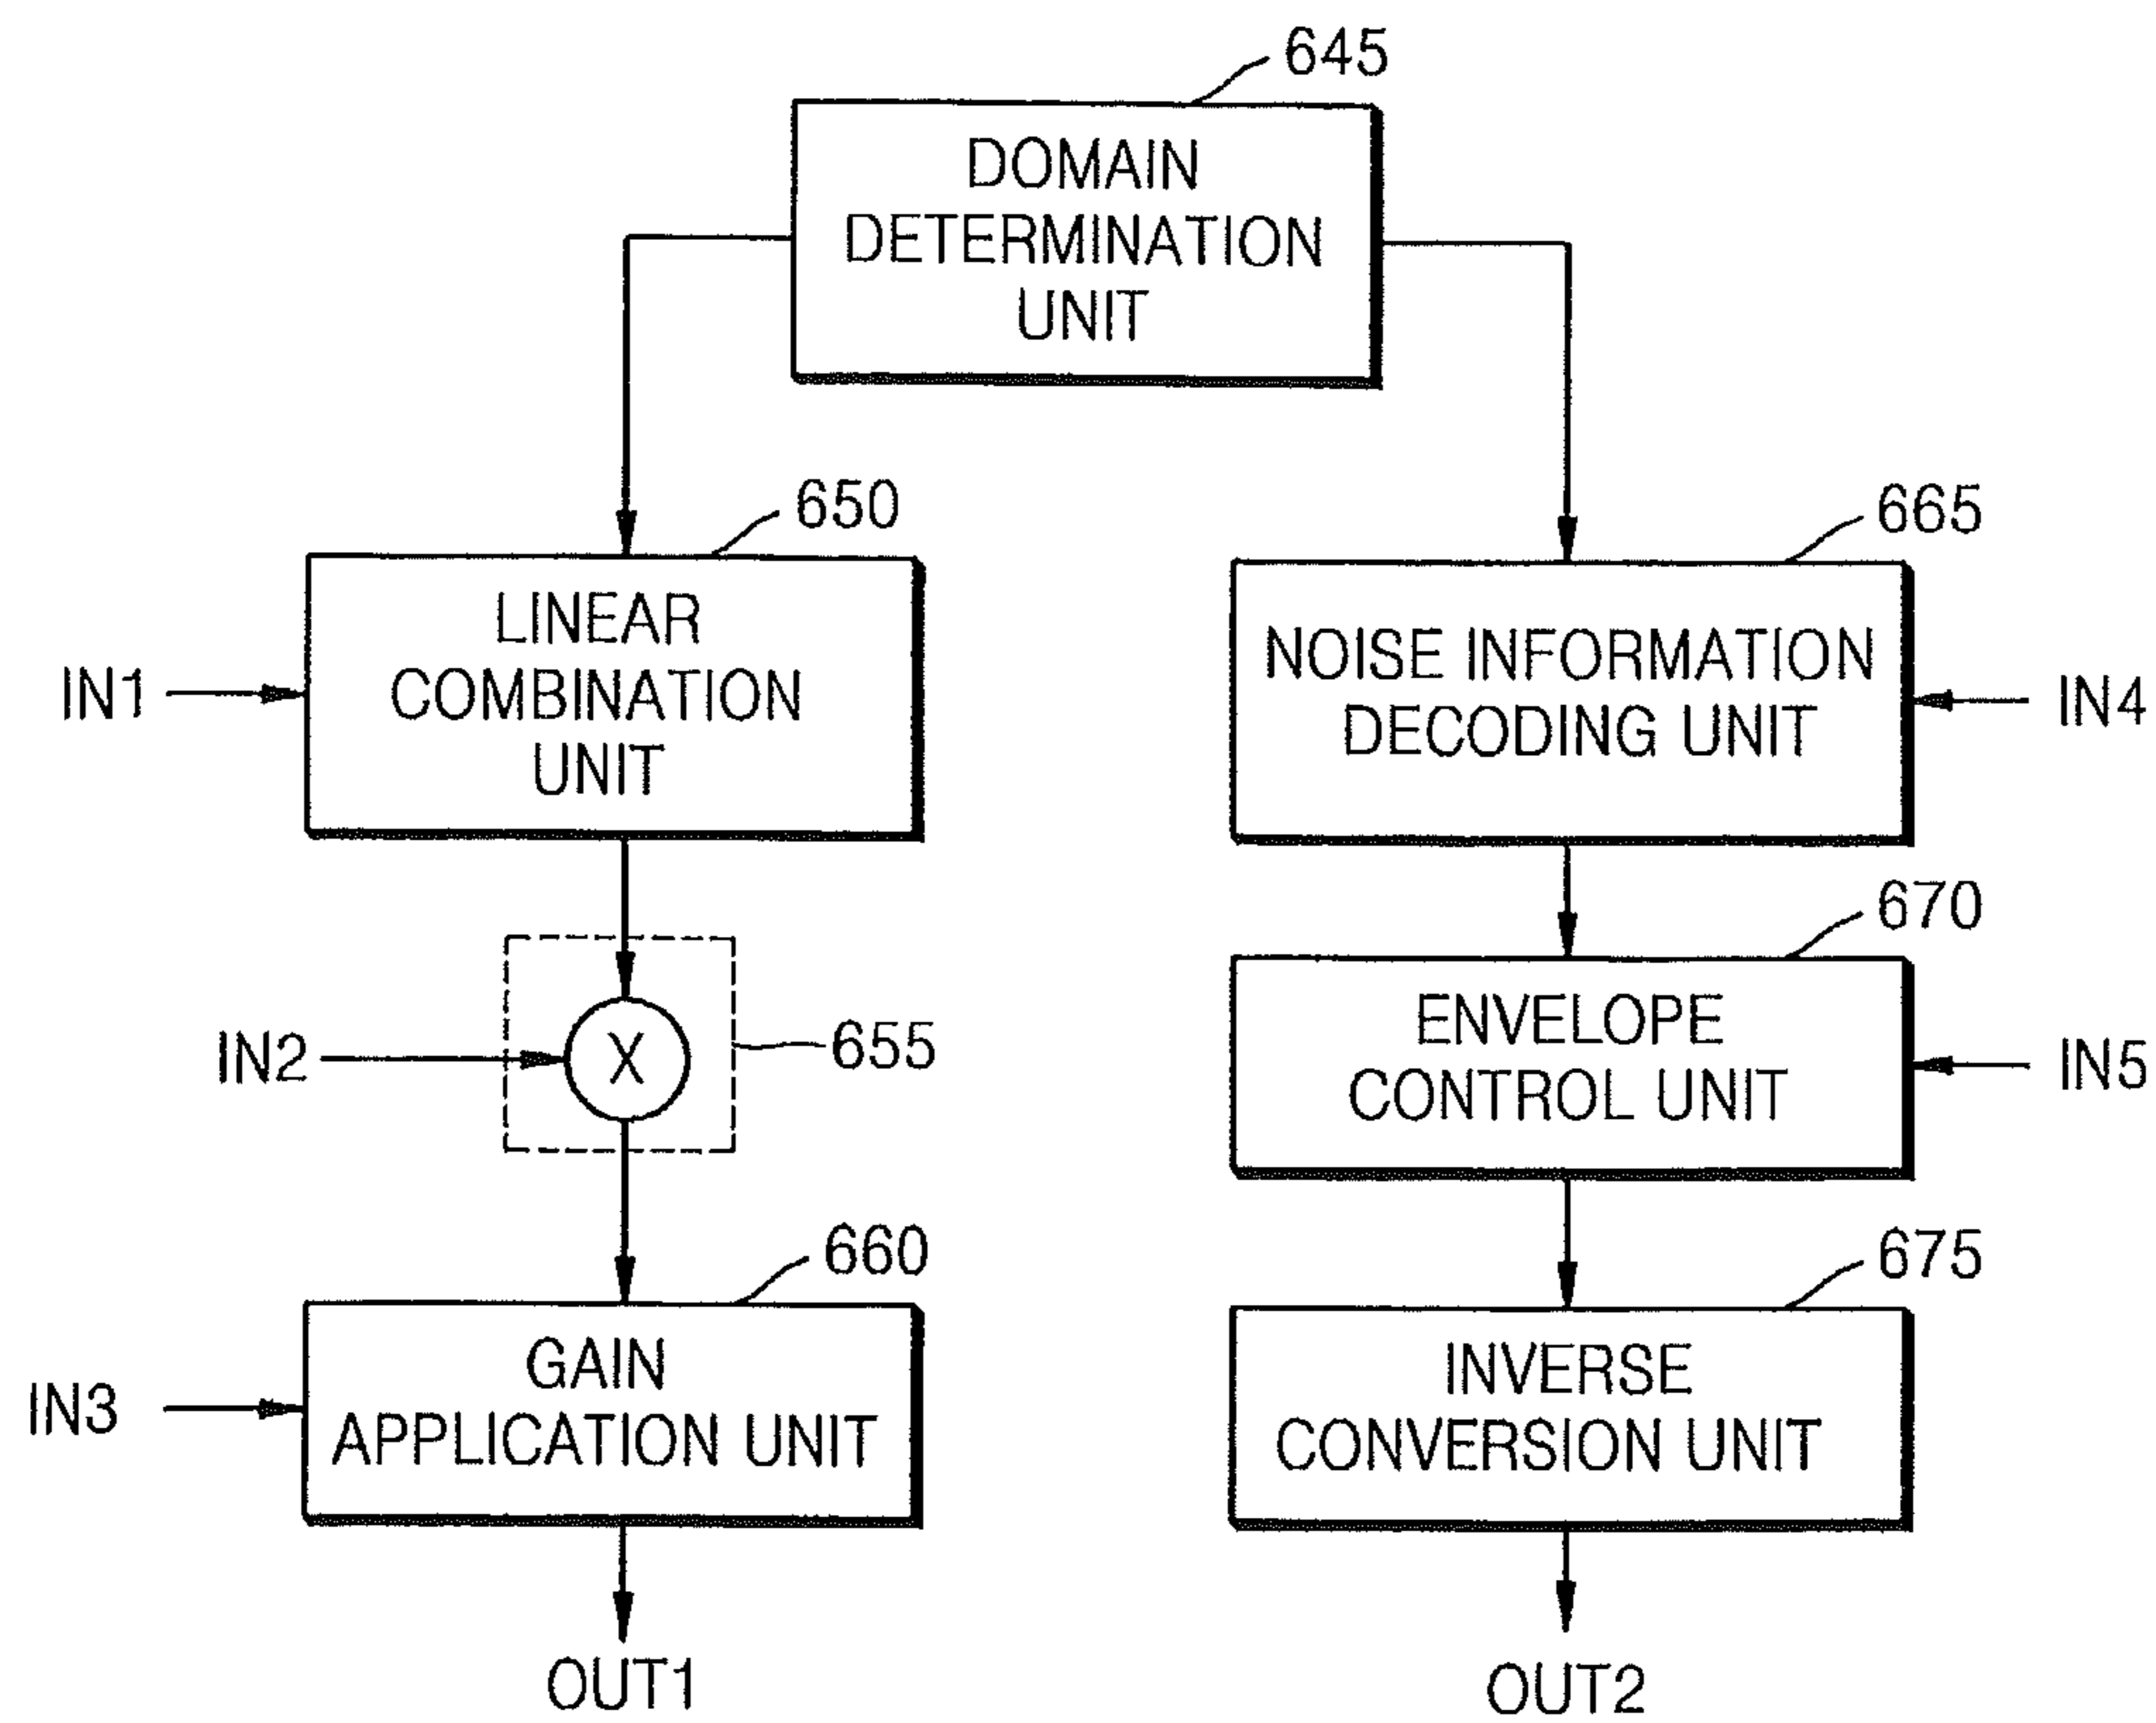 645
DOMAIN
DETERMINATION
UNIT
650
LINEAR
COMBINATION
UNIT
IN1
665
NOISE INFORMATION
DECODING UNIT
IN4
IN2
X
655
670
ENVELOPE
CONTROL UNIT
IN5
660
GAIN
APPLICATION UNIT
IN3
675
INVERSE
CONVERSION UNIT
OUT1
OUT2